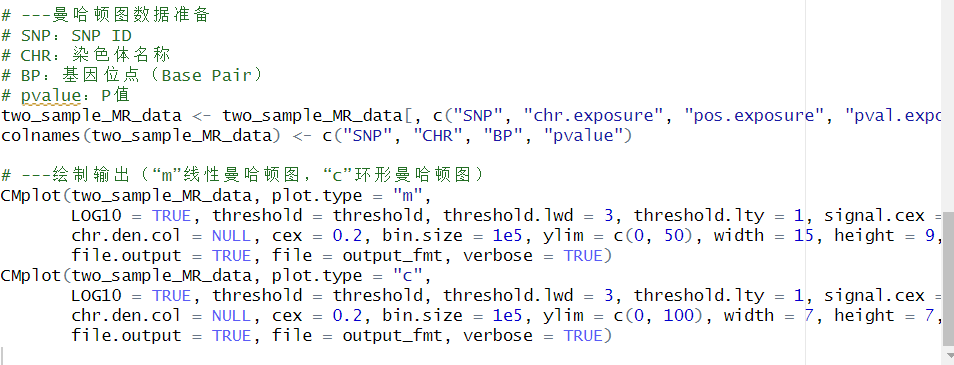 # ---曼哈顿图数据准备
# SNP：SNP ID
# CHR：染色体名称
# BP：基因位点（Base Pair）
# pvalue：P值
two_sample_MR_data <- two_sample_MR_data[, c("SNP", "chr.exposure", "pos.exposure", "pval.expo
colnames(two_sample_MR_data) <- c("SNP", "CHR", "BP", "pvalue")
# ---绘制输出（“m”线性曼哈顿图，“c”环形曼哈顿图）
CMplot(two_sample_MR_data, plot.type = "m",
LOG10 = TRUE, threshold = threshold, threshold.lwd = 3, threshold.lty = 1, signal.cex =
chr.den.col = NULL, cex = 0.2, bin.size = 1e5, ylim = c(0, 50), width = 15, height = 9,
file.output = TRUE, file = output_fmt, verbose = TRUE)
CMplot(two_sample_MR_data, plot.type = "c",
LOG10 = TRUE, threshold = threshold, threshold.lwd = 3, threshold.lty = 1, signal.cex =
chr.den.col = NULL, cex = 0.2, bin.size = 1e5, ylim = c(0, 100), width = 7, height = 7,
file.output = TRUE, file = output_fmt, verbose = TRUE)